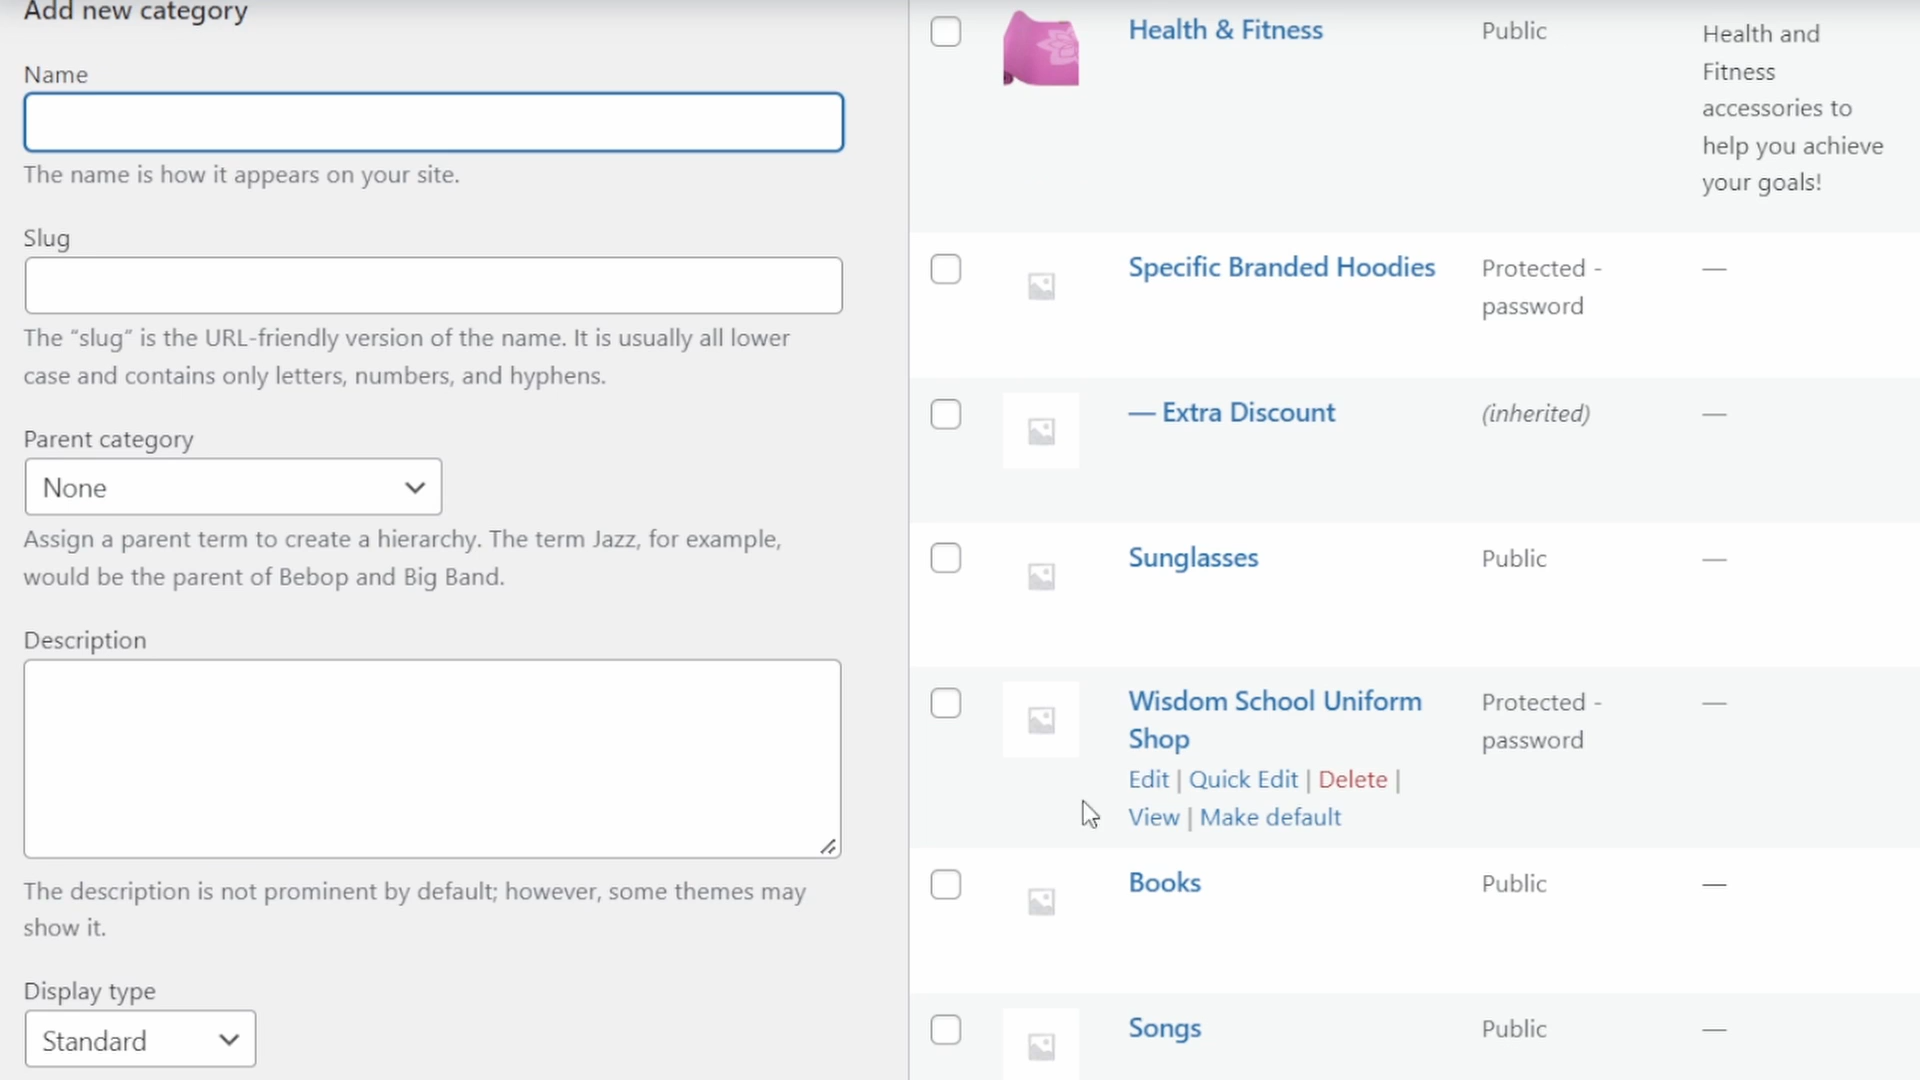 Add new category
Name
The name is how it appears on your site.
Slug
The “slug” is the URL-friendly version of the name. It is usually all lower
case and contains only letters, numbers, and hyphens.
Parent category
None
Assign a parent term to create a hierarchy. The term Jazz, for example,
would be the parent of Bebop and Big Band.
Description
The description is not prominent by default; however, some themes may
show it.
Display type
Standard
Health & Fitness
Public
Health and
Fitness
accessories to
help you achieve
your goals!
Specific Branded Hoodies
Protected -
password
—
— Extra Discount
(inherited)
—
Sunglasses
Public
—
Wisdom School Uniform
Shop
Edit | Quick Edit | Delete |
View | Make default
Protected -
password
—
Books
Public
—
Songs
Public
—